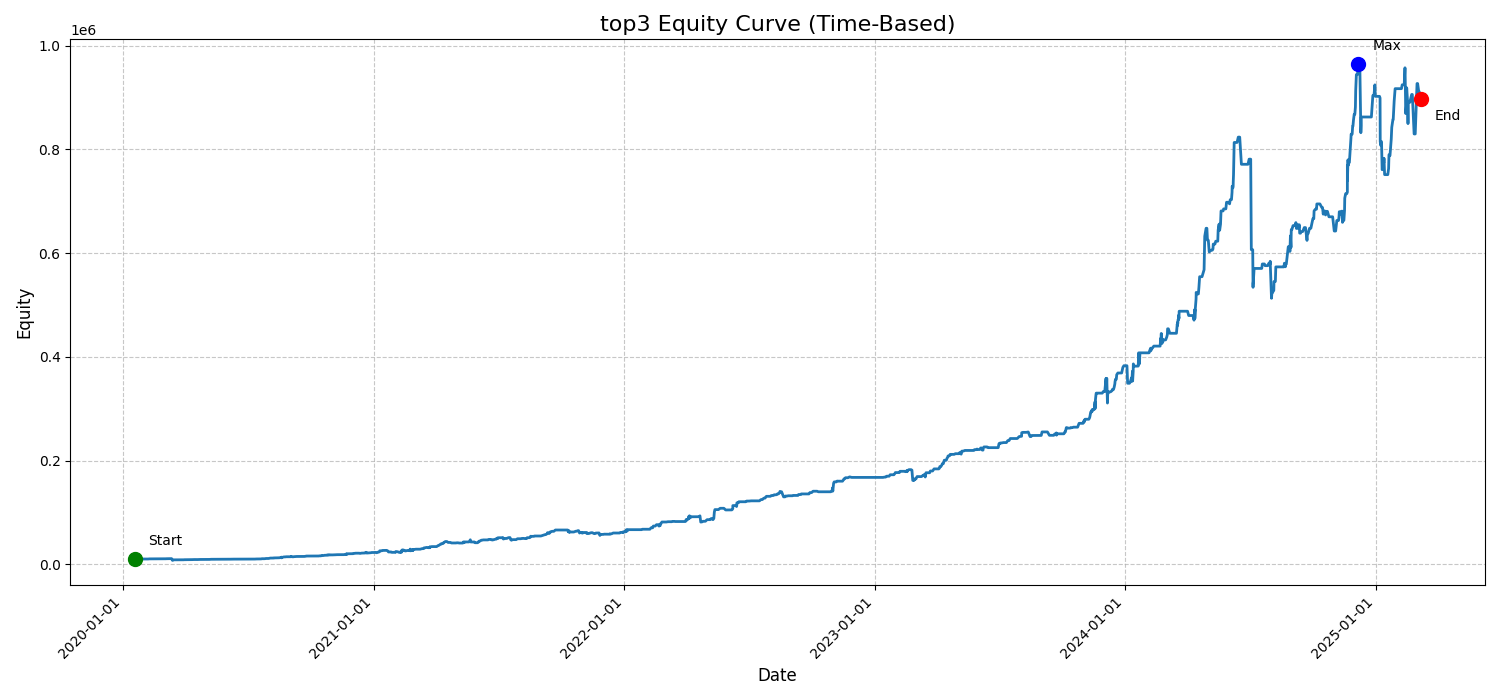 top3 Equity Curve (Time-Based)
1e6
1.0
0.8
0.6
0.4
0.2
0.0
Equity
Start
Max
End
2020-01-01
2021-01-01
2022-01-01
2023-01-01
2024-01-01
2025-01-01
Date